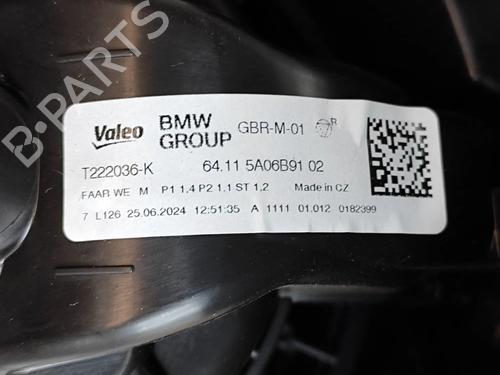 Valeo BMW GROUP GBR-M-01 R
T222036-K 64.11 5A06B91 02
FAAR WE M P1 1.4 P2 1.1 ST 1.2 Made in CZ
7 L126 25.06.2024 12:51:35 A 1111 01.012 0182399
B-PARTS